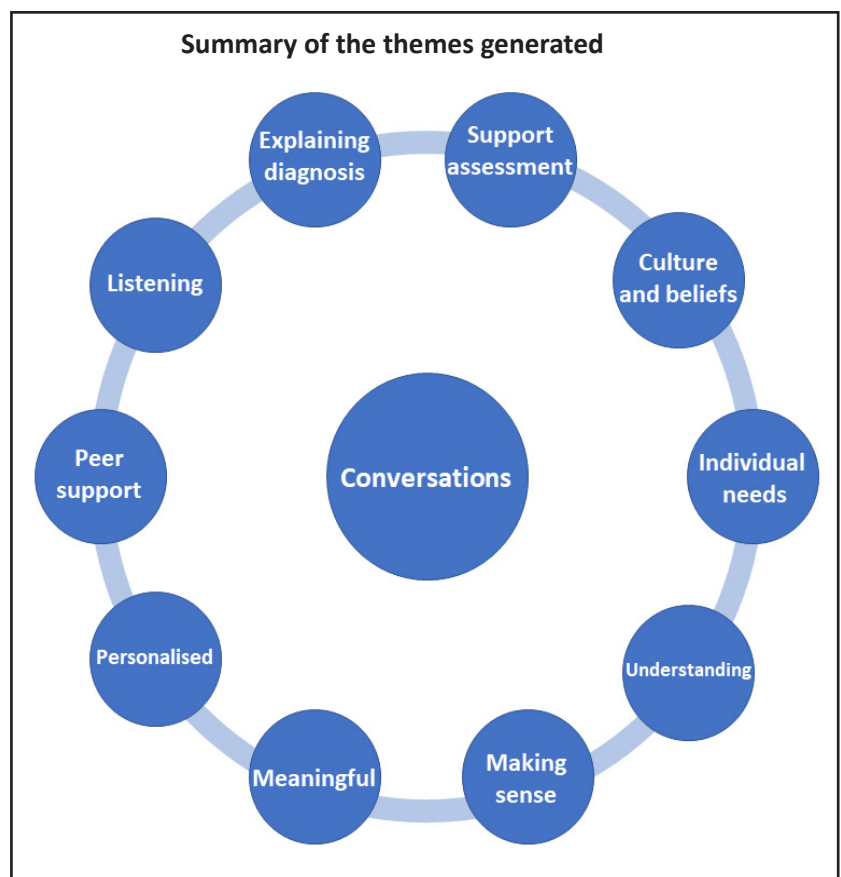 Summary of the themes generated
Explaining
diagnosis
Support
assessment
Culture
and beliefs
Individual
needs
Understanding
Making
sense
Meaningful
Personalised
Peer
support
Listening
Conversations